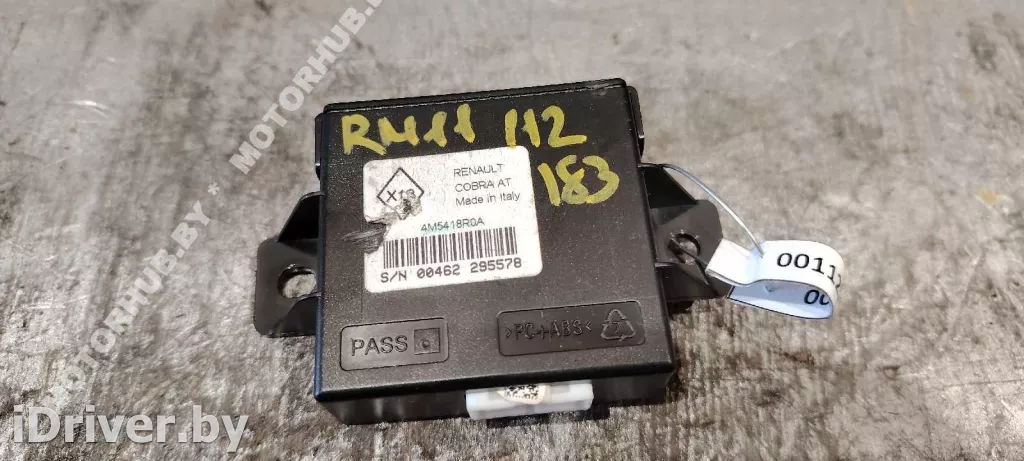 MOTORHUB.BY * MOTORHUB.BY
RM11 112
183
X13
RENAULT
COBRA AT
Made in Italy
4M5418R0A
S/N 00462 295578
PASS
>PC+ABS<
iDriver.by